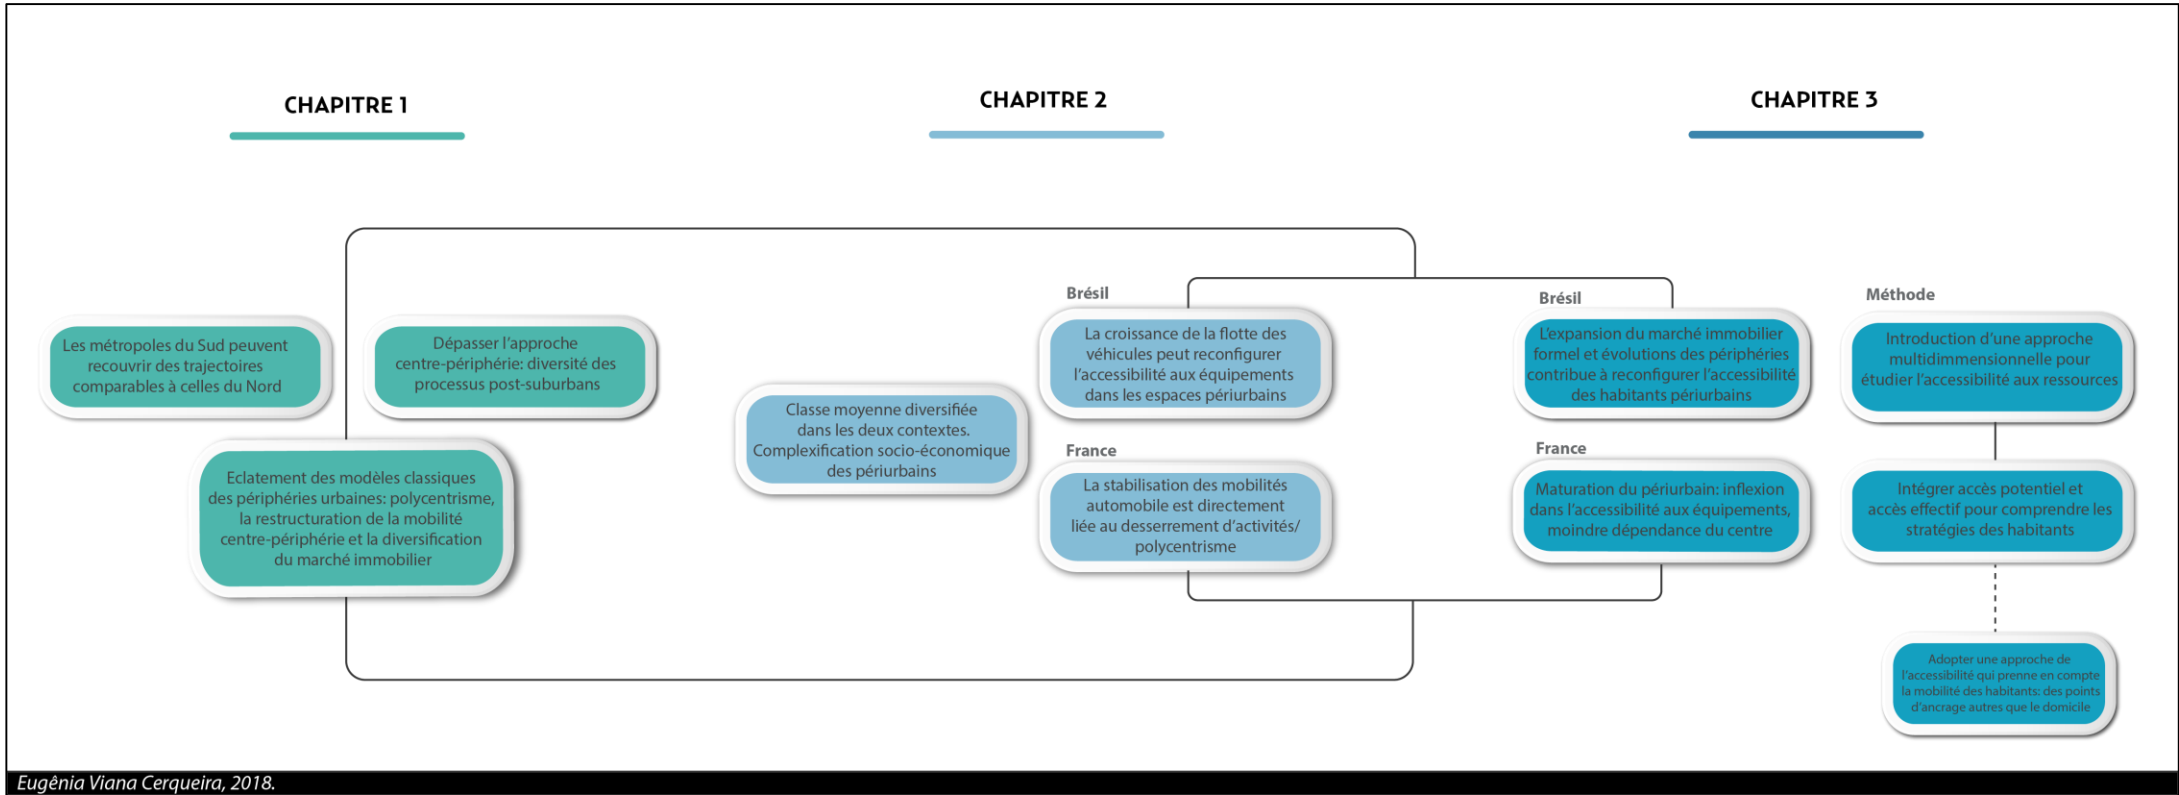 CHAPITRE 1
CHAPITRE 2
CHAPITRE 3
Les métropoles du Sud peuvent
recouvrir des trajectoires
comparables à celles du Nord
Dépasser l'approche
centre-périphérie: diversité des
processus post-suburbans
Eclatement des modèles classiques
des périphéries urbaines: polycentrisme,
la restructuration de la mobilité
centre-périphérie et la diversification
du marché immobilier
Classe moyenne diversifiée
dans les deux contextes.
Complexification socio-économique
des périurbains
Brésil
La croissance de la flotte des
véhicules peut reconfigurer
l'accessibilité aux équipements
dans les espaces périurbains
France
La stabilisation des mobilités
automobile est directement
liée au desserrement d'activités/
polycentrisme
Brésil
L'expansion du marché immobilier
formel et évolutions des périphéries
contribue à reconfigurer l'accessibilité
des habitants périurbains
France
Maturation du périurbain: inflexion
dans l'accessibilité aux équipements,
moindre dépendance du centre
Méthode
Introduction d'une approche
multidimmensionnelle pour
étudier l'accessibilité aux ressources
Intégrer accès potentiel et
accès effectif pour comprendre les
stratégies des habitants
Adopter une approche de
l'accessibilité qui prenne en compte
la mobilité des habitants: des points
d'ancrage autres que le domicile
Eugênia Viana Cerqueira, 2018.